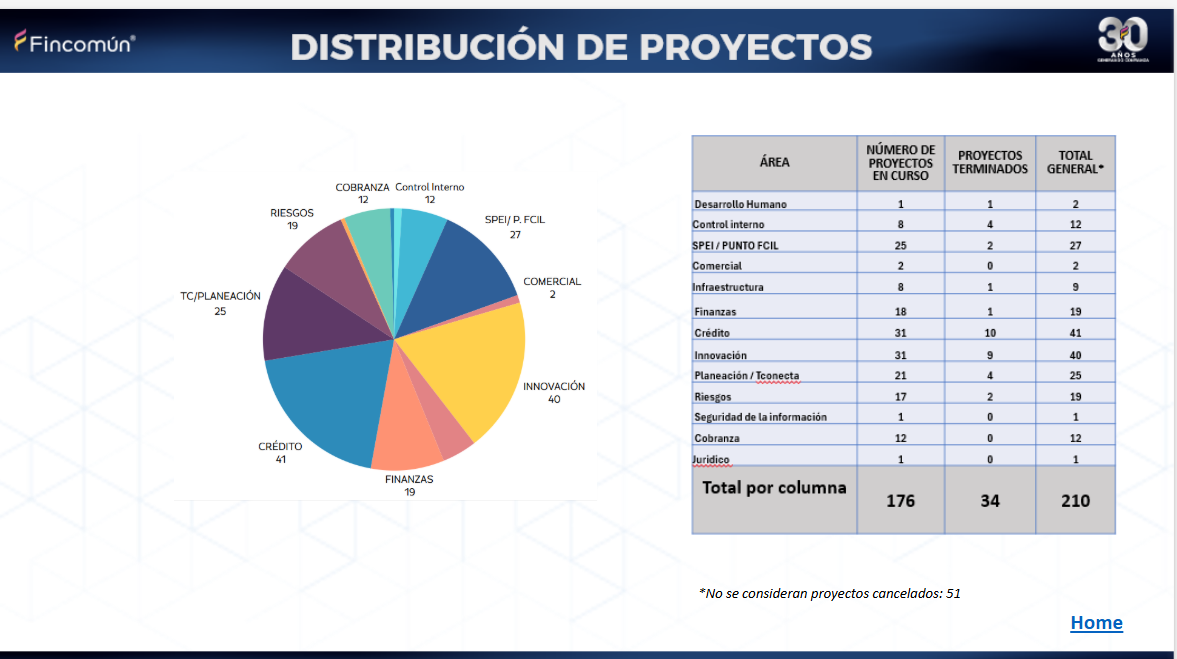 Fincomún®
DISTRIBUCIÓN DE PROYECTOS
30
AÑOS
GENERANDO CONFIANZA
COBRANZA
12
Control Interno
12
SPEI/ P. FCIL
27
COMERCIAL
2
INNOVACIÓN
40
FINANZAS
19
CRÉDITO
41
TC/PLANEACIÓN
25
RIESGOS
19
ÁREA NÚMERO DE PROYECTOS EN CURSO PROYECTOS TERMINADOS TOTAL GENERAL*
Desarrollo Humano 1 1 2
Control interno 8 4 12
SPEI / PUNTO FCIL 25 2 27
Comercial 2 0 2
Infraestructura 8 1 9
Finanzas 18 1 19
Crédito 31 10 41
Innovación 31 9 40
Planeación / Tconecta 21 4 25
Riesgos 17 2 19
Seguridad de la información 1 0 1
Cobranza 12 0 12
Juridico 1 0 1
Total por columna 176 34 210
*No se consideran proyectos cancelados: 51
Home